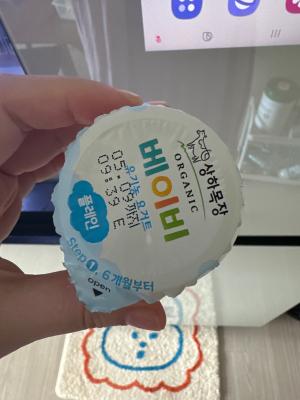 상하목장
ORGANIC
베이비
유기농 요거트
05.09까지
09:39 E
플레인
Step 1, 6개월부터
open